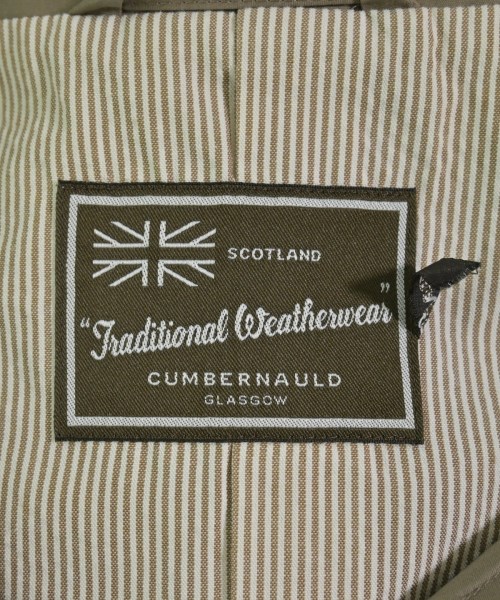 SCOTLAND
"Traditional Weatherwear"
CUMBERNAULD
GLASGOW